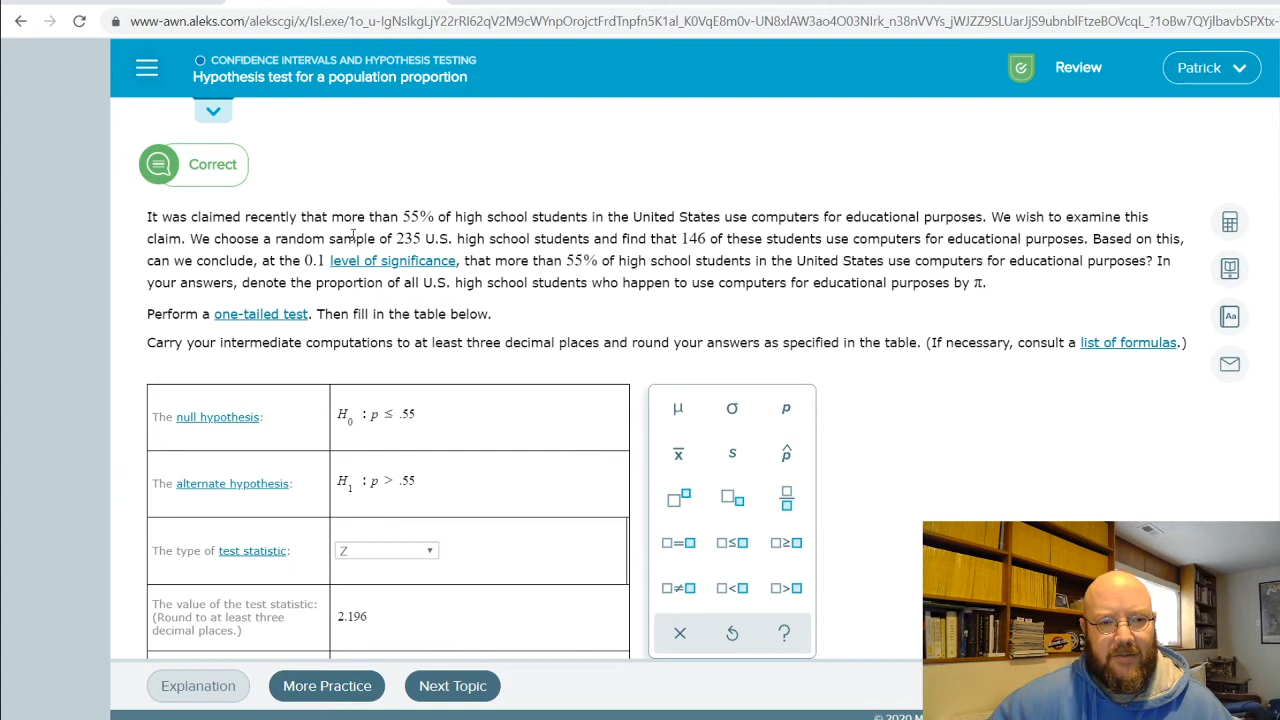 www-awn.aleks.com/alekscgi/x/Isl.exe/1o_u-IgNsIkgLjY22rRI62qV2M9cWYnpOrojctFrdTnpfn5K1al_K0VqE8m0v-UN8xlAW3ao4O03NIrk_n38nVVYs_jWJZZ9SLUarJjS9ubnblFtzeBOVcqL_?1oBw7QYjlbavbSPXtx-
CONFIDENCE INTERVALS AND HYPOTHESIS TESTING
Hypothesis test for a population proportion
Review
Patrick
Correct
It was claimed recently that more than 55% of high school students in the United States use computers for educational purposes. We wish to examine this
claim. We choose a random sample of 235 U.S. high school students and find that 146 of these students use computers for educational purposes. Based on this,
can we conclude, at the 0.1 level of significance, that more than 55% of high school students in the United States use computers for educational purposes? In
your answers, denote the proportion of all U.S. high school students who happen to use computers for educational purposes by π.
Perform a one-tailed test. Then fill in the table below.
Carry your intermediate computations to at least three decimal places and round your answers as specified in the table. (If necessary, consult a list of formulas.)
The null hypothesis:
H0 : p ≤ .55
The alternate hypothesis:
H1 : p > .55
The type of test statistic:
Z
The value of the test statistic:
(Round to at least three
decimal places.)
2.196
μ σ p
x̄ s p̂
□=□ □≤□ □≥□
□≠□ □<□ □>□
Aa
?
Explanation
More Practice
Next Topic
© 2020 M